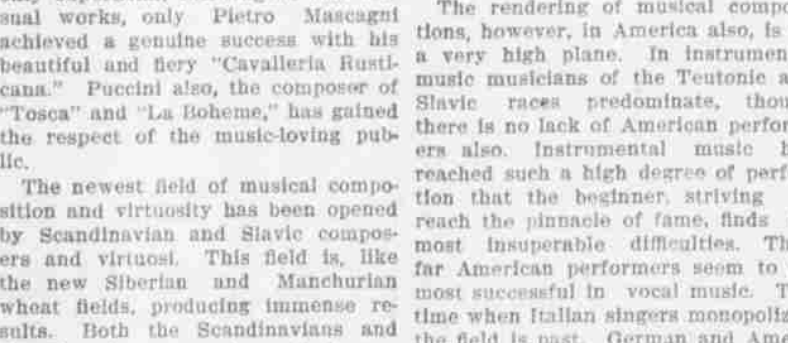 sual works, only Pietro Mascagni
achieved a genuine success with his
beautiful and fiery "Cavalleria Rusti-
cana." Puccini also, the composer of
"Tosca" and "La Boheme," has gained
the respect of the music-loving pub-
lic.
The newest field of musical compo-
sition and virtuosity has been opened
by Scandinavian and Slavic compos-
ers and virtuosi. This field is, like
the new Siberian and Manchurian
wheat fields, producing immense re-
sults. Both the Scandinavians and
The rendering of musical compo
tions, however, in America also, is
a very high plane. In instrumen
music musicians of the Teutonic a
Slavic races predominate, thou
there is no lack of American perfor
ers also. Instrumental music h
reached such a high degree of perf
tion that the beginner, striving
reach the pinnacle of fame, finds
most insuperable difficulties. Th
far American performers seem to
most successful in vocal music. T
time when Italian singers monopoliz
the field is past. German and Ame